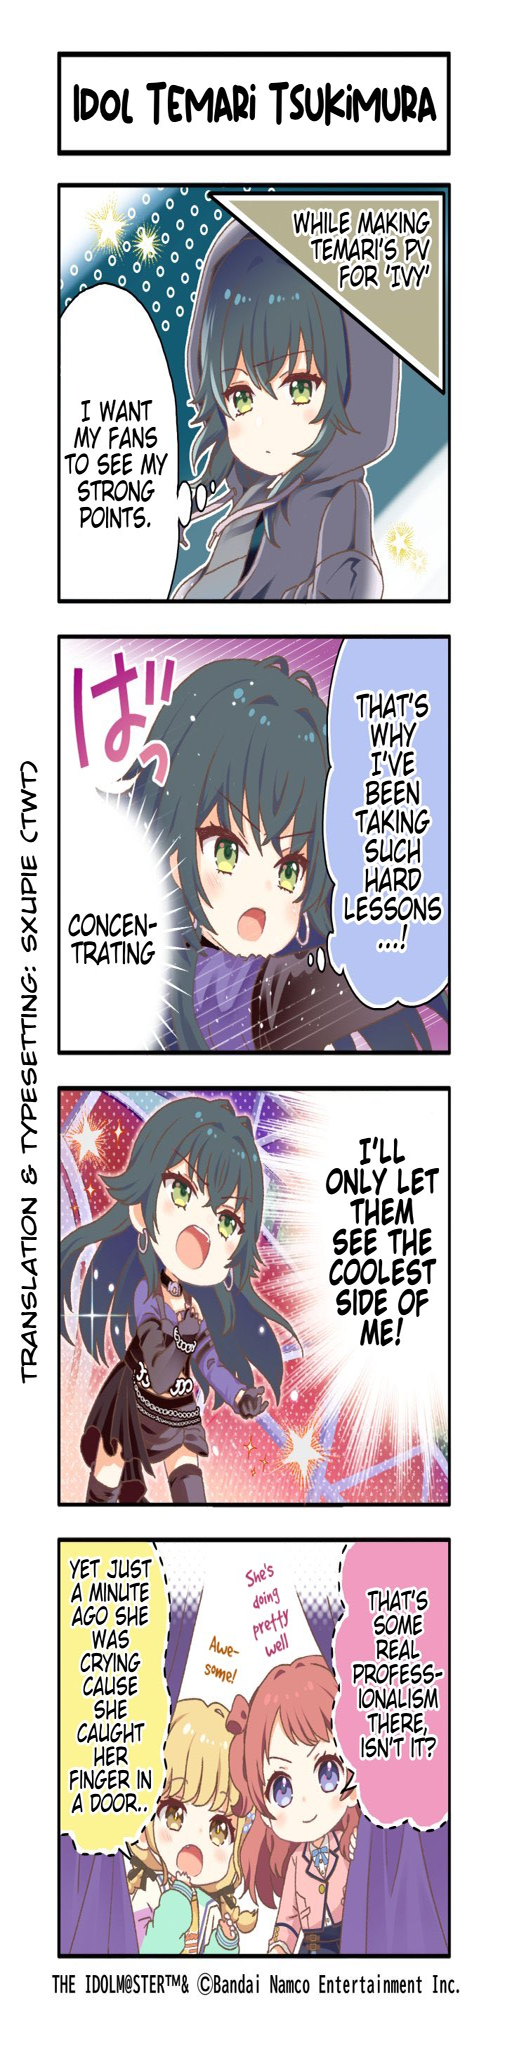 IDOL TEMARI TSUKIMURA
WHILE MAKING
TEMARI'S PV
FOR 'IVY'
I WANT
MY FANS
TO SEE MY
STRONG
POINTS.
THAT'S
WHY
I'VE
BEEN
TAKING
SUCH
HARD
LESSONS
...!
ばっ
CONCEN-
TRATING
TRANSLATION & TYPESETTING: SXUPIE (TWT)
I'LL
ONLY LET
THEM
SEE THE
COOLEST
SIDE OF
ME!
THAT'S
SOME
REAL
PROFESS-
IONALISM
THERE,
ISN'T IT?
She's
doing
pretty
well
Awe-
some!
YET JUST
A MINUTE
AGO SHE
WAS
CRYING
CAUSE
SHE
CAUGHT
HER
FINGER IN
A DOOR..
THE IDOLM@STER™& ©Bandai Namco Entertainment Inc.